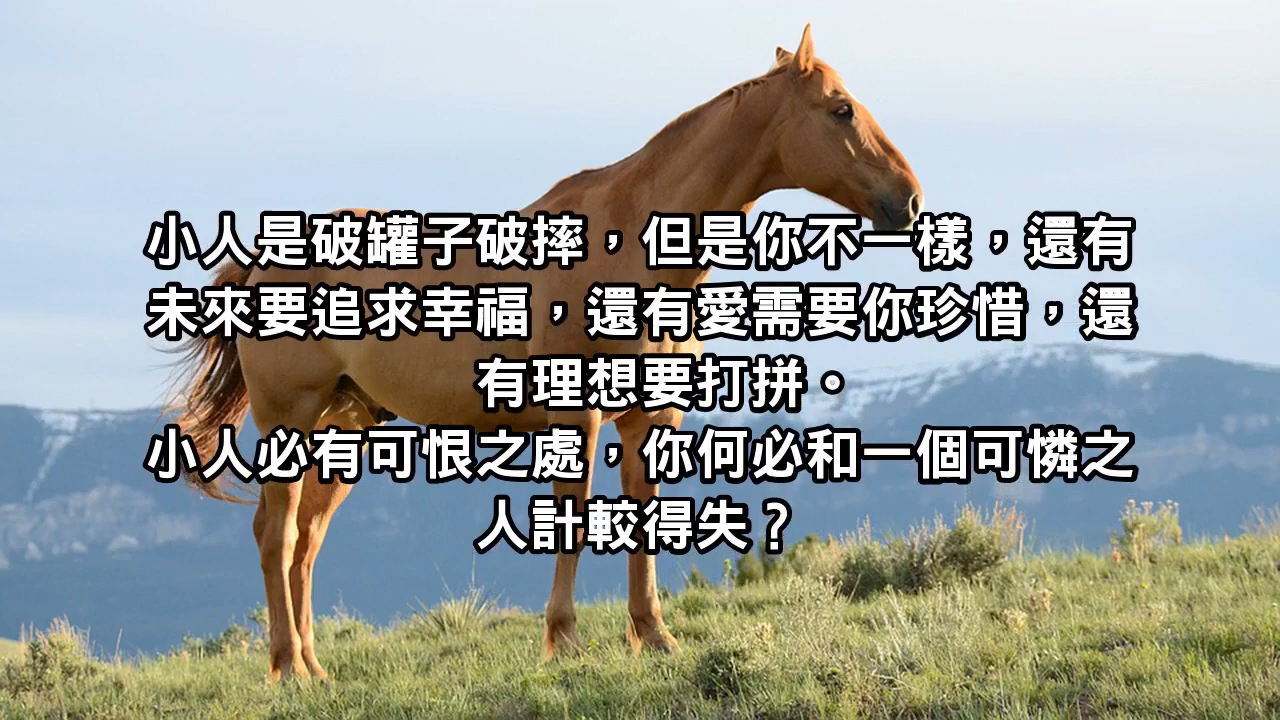 小人是破罐子破摔，但是你不一樣，還有
未來要追求幸福，還有愛需要你珍惜，還
有理想要打拼。
小人必有可恨之處，你何必和一個可憐之
人計較得失？